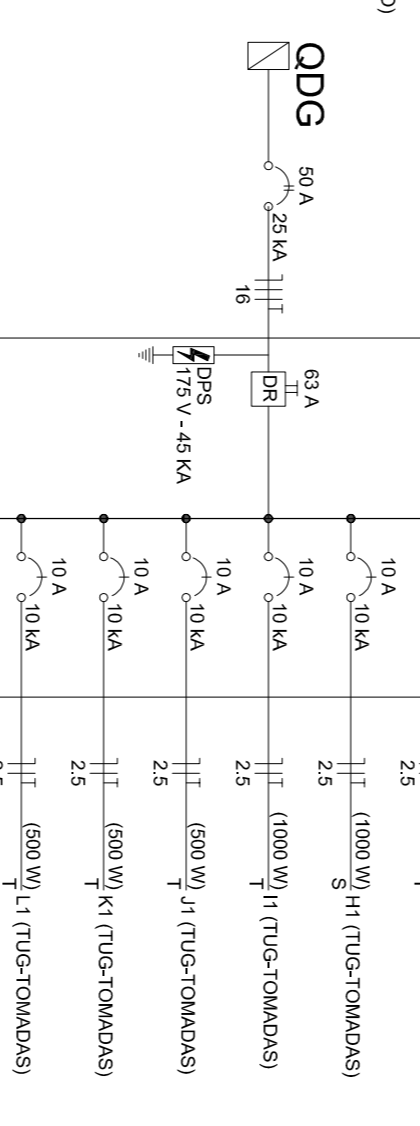 D)
QDG
50 A
25 kA
16
DPS
175 V - 45 KA
63 A
DR
10 A
10 kA
2.5
10 A
10 kA
2.5
(1000 W)
S
H1 (TUG-TOMADAS)
10 A
10 kA
2.5
(1000 W)
T
I1 (TUG-TOMADAS)
10 A
10 kA
2.5
(500 W)
T
J1 (TUG-TOMADAS)
10 A
10 kA
2.5
(500 W)
T
K1 (TUG-TOMADAS)
(500 W)
T
L1 (TUG-TOMADAS)
2.5